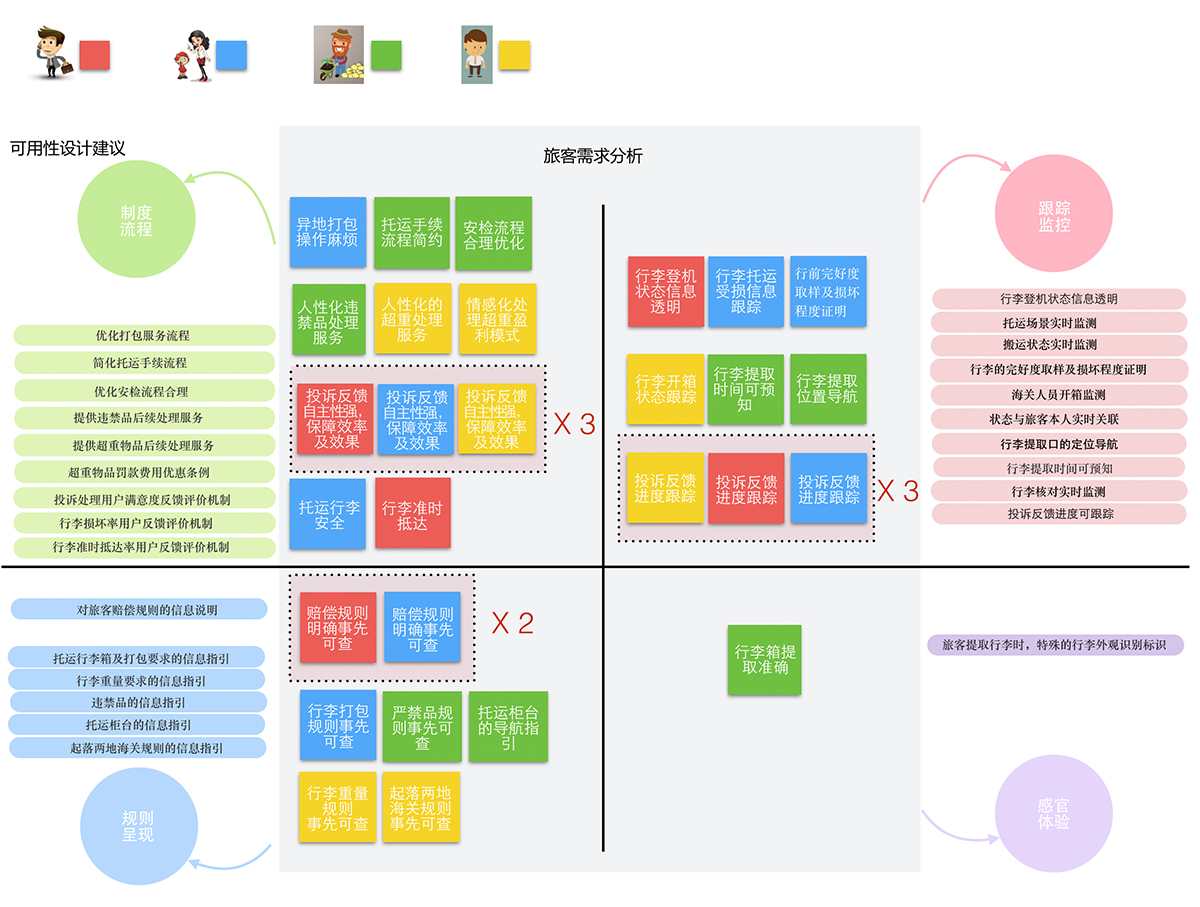 可用性设计建议
旅客需求分析
制度
流程
优化打包服务流程
简化托运手续流程
优化安检流程合理
提供违禁品后续处理服务
提供超重物品后续处理服务
超重物品罚款费用优惠条例
投诉处理用户满意度反馈评价机制
行李损坏率用户反馈评价机制
行李准时抵达率用户反馈评价机制
异地打包
操作麻烦
托运手续
流程简约
安检流程
合理优化
人性化违
禁品处理
服务
人性化的
超重处理
服务
情感化处
理超重盈
利模式
投诉反馈
自主性强,
保障效率
及效果
投诉反馈
自主性强,
保障效率
及效果
投诉反馈
自主性强,
保障效率
及效果
X 3
托运行李
安全
行李准时
抵达
行李登机
状态信息
透明
行李托运
受损信息
跟踪
行前完好度
取样及损坏
程度证明
行李开箱
状态跟踪
行李提取
时间可预
知
行李提取
位置导航
投诉反馈
进度跟踪
投诉反馈
进度跟踪
投诉反馈
进度跟踪
X 3
跟踪
监控
行李登机状态信息透明
托运场景实时监测
搬运状态实时监测
行李的完好度取样及损坏程度证明
海关人员开箱监测
状态与旅客本人实时关联
行李提取口的定位导航
行李提取时间可预知
行李核对实时监测
投诉反馈进度可跟踪
对旅客赔偿规则的信息说明
托运行李箱及打包要求的信息指引
行李重量要求的信息指引
违禁品的信息指引
托运柜台的信息指引
起落两地海关规则的信息指引
规则
呈现
赔偿规则
明确事先
可查
赔偿规则
明确事先
可查
X 2
行李打包
规则事先
可查
严禁品规
则事先可
查
托运柜台
的导航指
引
行李重量
规则
事先可查
起落两地
海关规则
事先可查
行李箱提
取准确
旅客提取行李时，特殊的行李外观识别标识
感官
体验